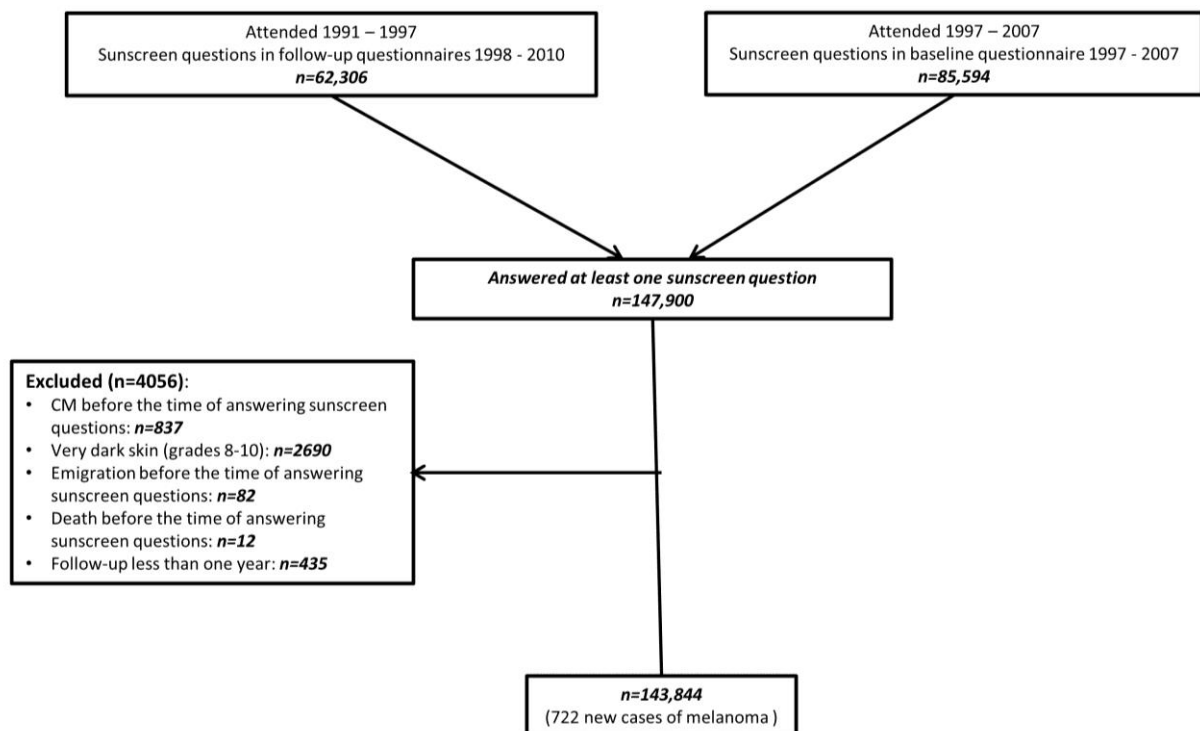 Attended 1991 – 1997
Sunscreen questions in follow-up questionnaires 1998 - 2010
n=62,306
Attended 1997 – 2007
Sunscreen questions in baseline questionnaire 1997 - 2007
n=85,594
Answered at least one sunscreen question
n=147,900
Excluded (n=4056):
• CM before the time of answering sunscreen
questions: n=837
• Very dark skin (grades 8-10): n=2690
• Emigration before the time of answering
sunscreen questions: n=82
• Death before the time of answering
sunscreen questions: n=12
• Follow-up less than one year: n=435
n=143,844
(722 new cases of melanoma )